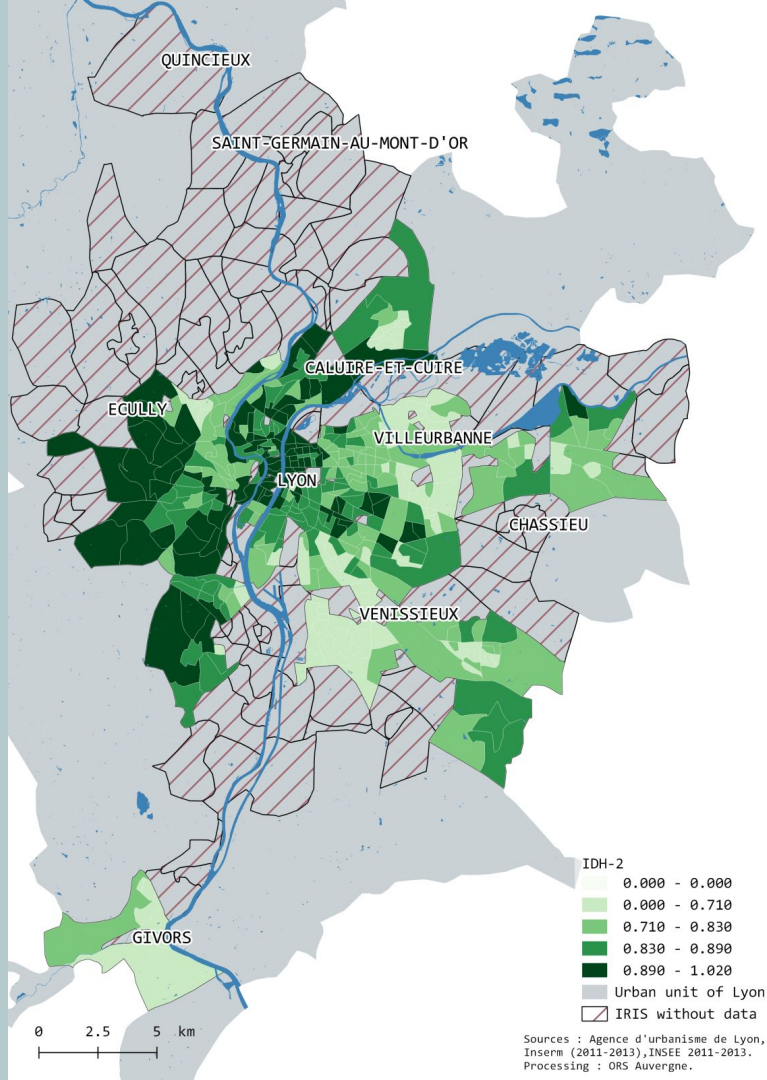 QUINCIEUX
SAINT-GERMAIN-AU-MONT-D'OR
CALUIRE-ET-CUIRE
ECULLY
VILLEURBANNE
LYON
CHASSIEU
VENISSIEUX
GIVORS
IDH-2
0.000 - 0.000
0.000 - 0.710
0.710 - 0.830
0.830 - 0.890
0.890 - 1.020
Urban unit of Lyon
IRIS without data
0 2.5 5 km
Sources : Agence d'urbanisme de Lyon,
Inserm (2011-2013),INSEE 2011-2013.
Processing : ORS Auvergne.